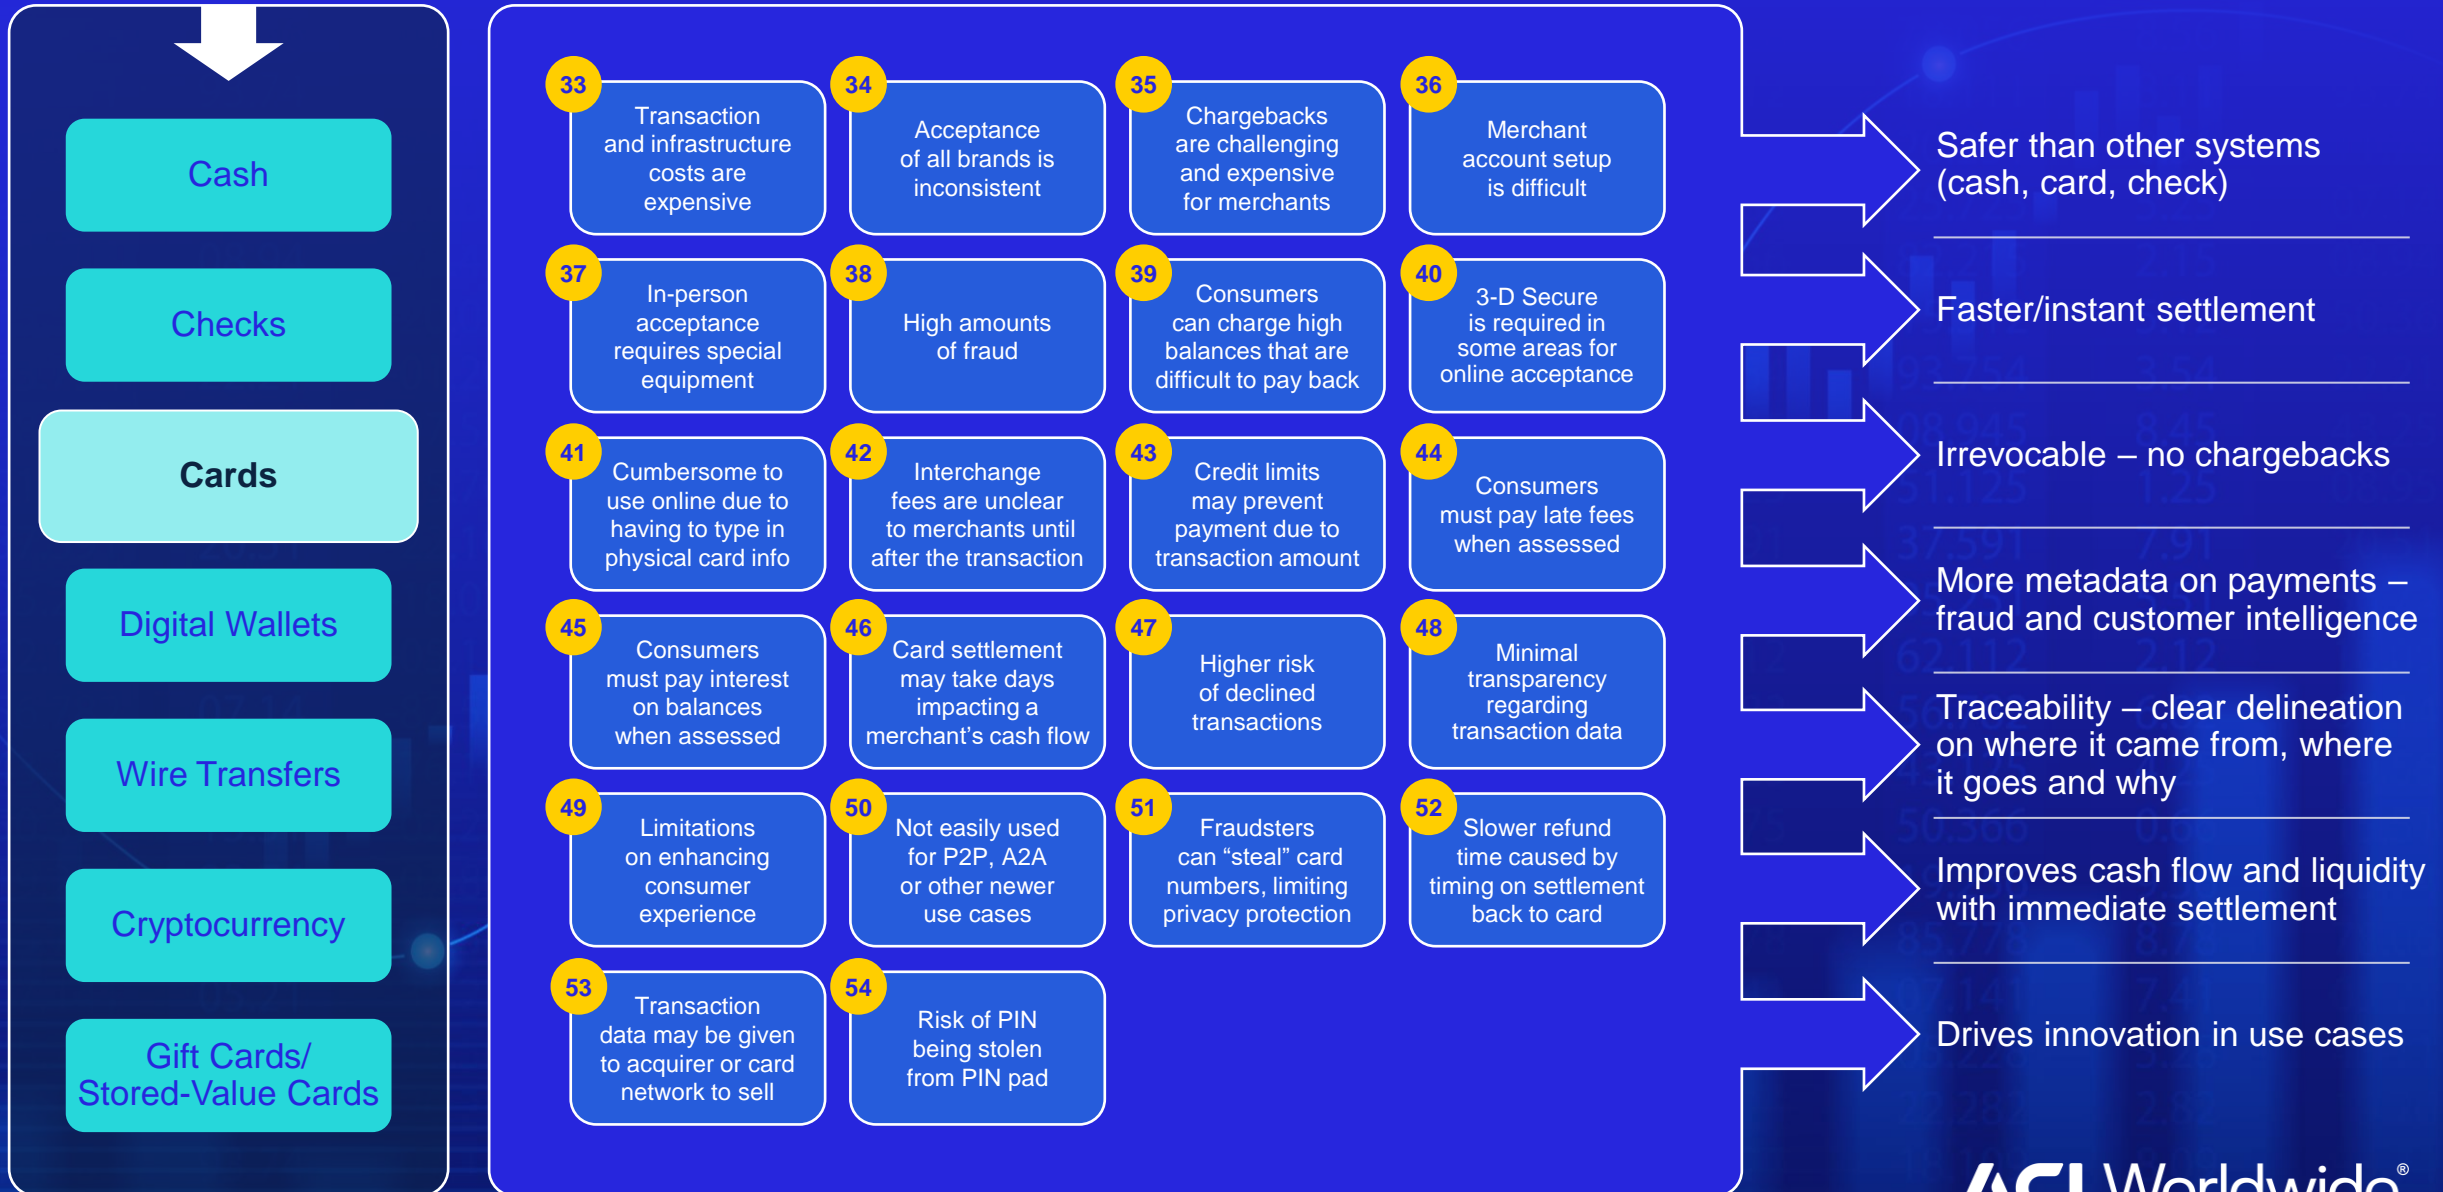 Cash
Checks
Cards
Digital Wallets
Wire Transfers
Cryptocurrency
Gift Cards/
Stored-Value Cards
33
Transaction
and infrastructure
costs are
expensive
34
Acceptance
of all brands is
inconsistent
35
Chargebacks
are challenging
and expensive
for merchants
36
Merchant
account setup
is difficult
37
In-person
acceptance
requires special
equipment
38
High amounts
of fraud
39
Consumers
can charge high
balances that are
difficult to pay back
40
3-D Secure
is required in
some areas for
online acceptance
41
Cumbersome to
use online due to
having to type in
physical card info
42
Interchange
fees are unclear
to merchants until
after the transaction
43
Credit limits
may prevent
payment due to
transaction amount
44
Consumers
must pay late fees
when assessed
45
Consumers
must pay interest
on balances
when assessed
46
Card settlement
may take days
impacting a
merchant’s cash flow
47
Higher risk
of declined
transactions
48
Minimal
transparency
regarding
transaction data
49
Limitations
on enhancing
consumer
experience
50
Not easily used
for P2P, A2A
or other newer
use cases
51
Fraudsters
can “steal” card
numbers, limiting
privacy protection
52
Slower refund
time caused by
timing on settlement
back to card
53
Transaction
data may be given
to acquirer or card
network to sell
54
Risk of PIN
being stolen
from PIN pad
Safer than other systems
(cash, card, check)
Faster/instant settlement
Irrevocable – no chargebacks
More metadata on payments –
fraud and customer intelligence
Traceability – clear delineation
on where it came from, where
it goes and why
Improves cash flow and liquidity
with immediate settlement
Drives innovation in use cases
ACI Worldwide®